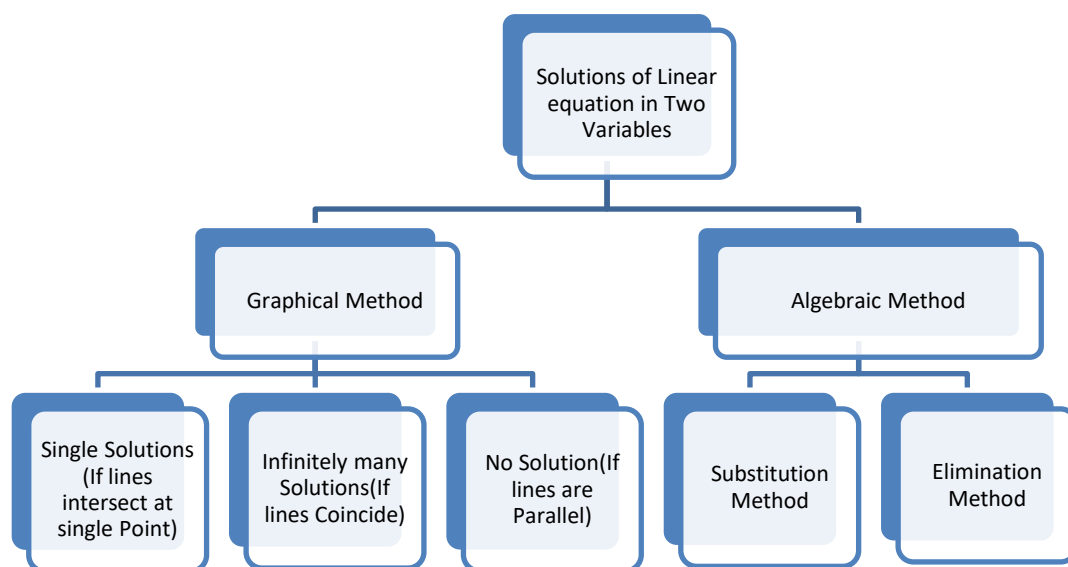 Solutions of Linear
equation in Two
Variables
Graphical Method
Algebraic Method
Single Solutions
(If lines
intersect at
single Point)
Infinitely many
Solutions(If
lines Coincide)
No Solution(If
lines are
Parallel)
Substitution
Method
Elimination
Method